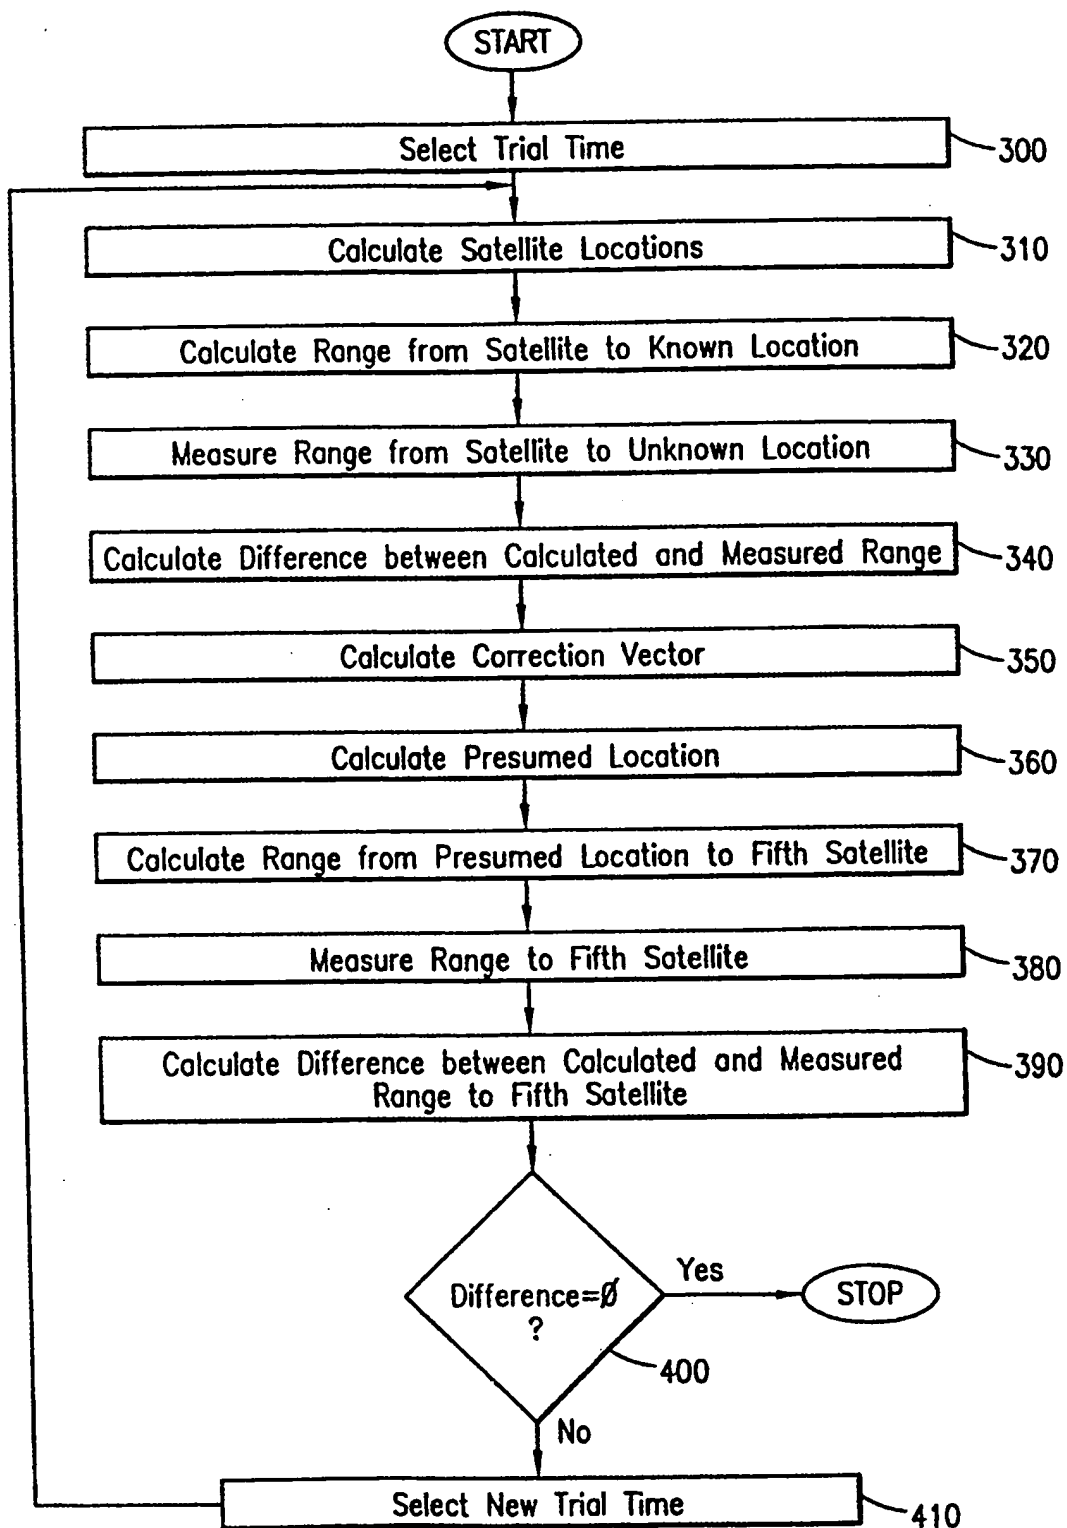 START
Select Trial Time
300
Calculate Satellite Locations
310
Calculate Range from Satellite to Known Location
320
Measure Range from Satellite to Unknown Location
330
Calculate Difference between Calculated and Measured Range
340
Calculate Correction Vector
350
Calculate Presumed Location
360
Calculate Range from Presumed Location to Fifth Satellite
370
Measure Range to Fifth Satellite
380
Calculate Difference between Calculated and Measured
Range to Fifth Satellite
390
Difference=Ø
?
Yes
STOP
400
No
Select New Trial Time
410